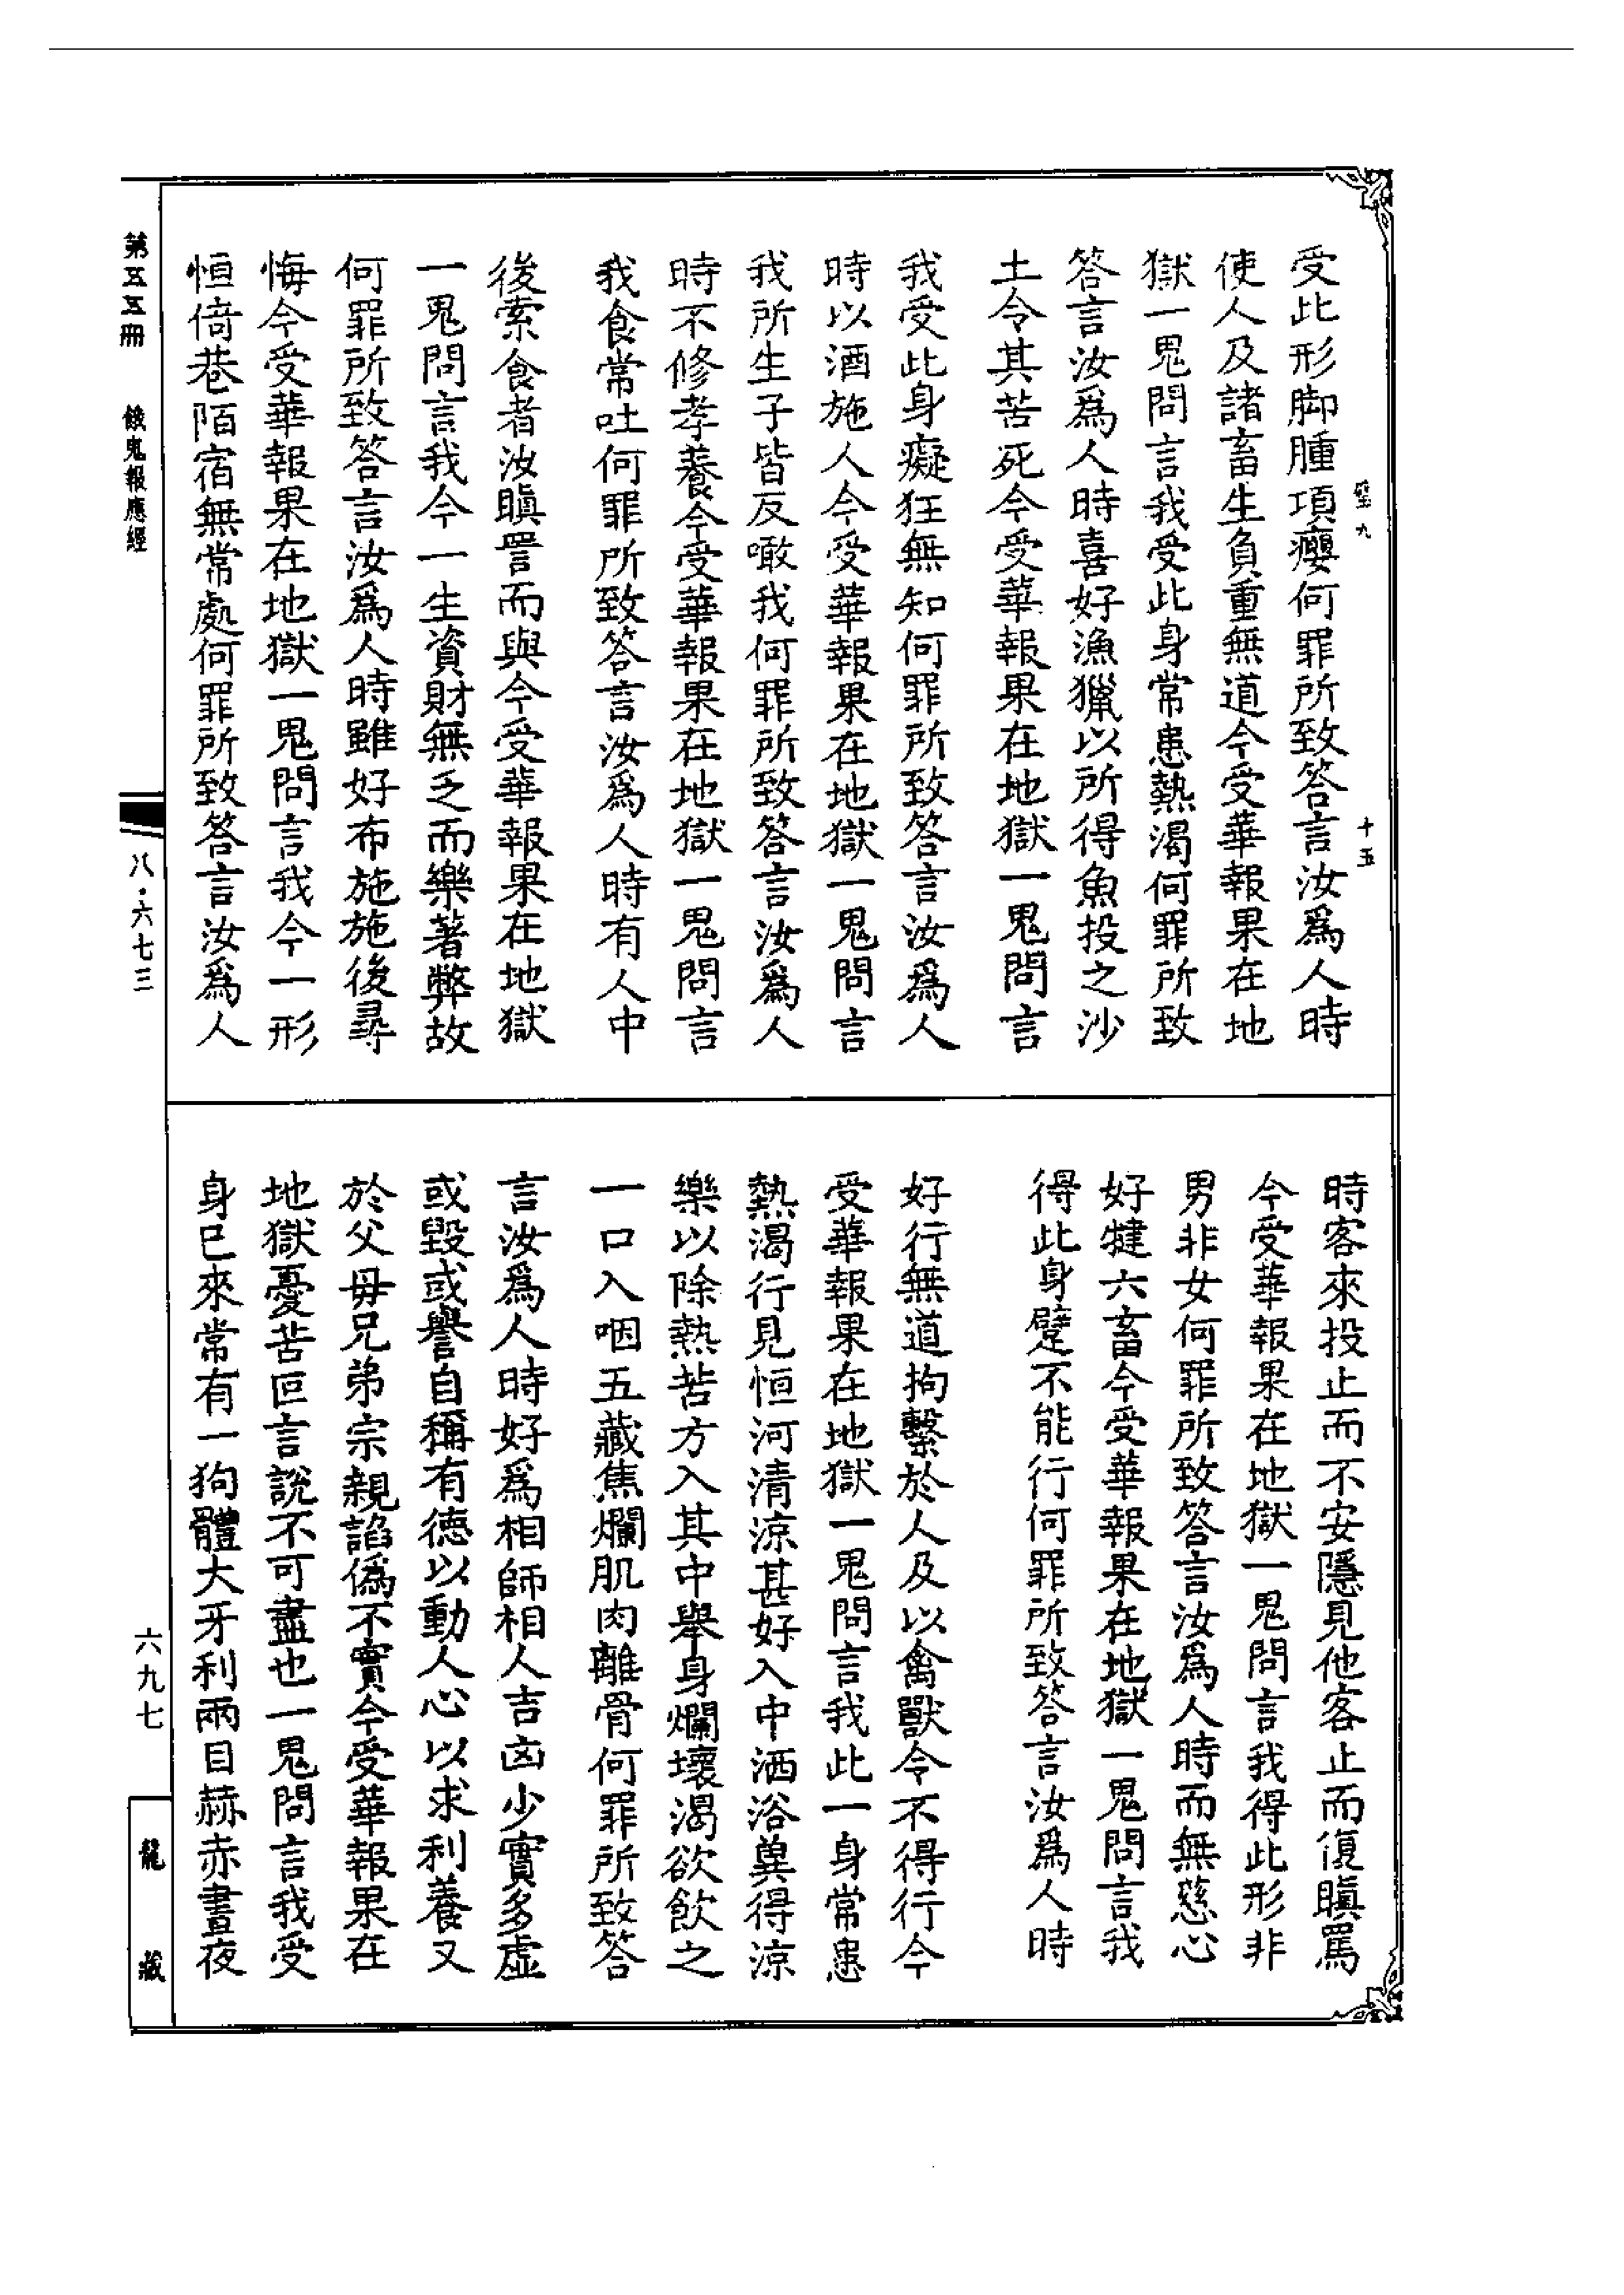 受此形脚腫項癭何罪所致答言汝爲人時
使人及諸畜生負重無道今受華報果在地
獄一鬼問言我受此身常患熱渴何罪所致
答言汝爲人時喜好漁獵以所得魚投之沙
土令其苦死今受華報果在地獄一鬼問言
我受此身癡狂無知何罪所致答言汝爲人
時以酒施人今受華報果在地獄一鬼問言
我所生子皆反噉我何罪所致答言汝爲人
時不修孝養今受華報果在地獄一鬼問言
我食常吐何罪所致答言汝爲人時有人中
後索食者汝瞋詈而與今受華報果在地獄
一鬼問言我今一生資財無乏而樂著弊故
何罪所致答言汝爲人時雖好布施施後尋
悔今受華報果在地獄一鬼問言我今一形
恒倚巷陌宿無常處何罪所致答言汝爲人
時客來投止而不安隱見他客止而復瞋罵
今受華報果在地獄一鬼問言我得此形非
男非女何罪所致答言汝爲人時而無慈心
好犍六畜今受華報果在地獄一鬼問言我
得此身躄不能行何罪所致答言汝爲人時
好行無道拘繫於人及以禽獸令不得行今
受華報果在地獄一鬼問言我此一身常患
熱渴行見恒河清涼甚好入中洒浴兾得涼
樂以除熱苦方入其中舉身爛壞渴欲飲之
一口入咽五藏焦爛肌肉離骨何罪所致答
言汝爲人時好爲相師相人吉凶少實多虛
或毀或譽自稱有德以動人心以求利養又
於父母兄弟宗親諂僞不實今受華報果在
地獄憂苦叵言說不可盡也一鬼問言我受
身已來常有一狗體大牙利兩目赫赤晝夜
璧九
十五
第五五冊
餓鬼報應經
八·六七三
六九七
龍藏